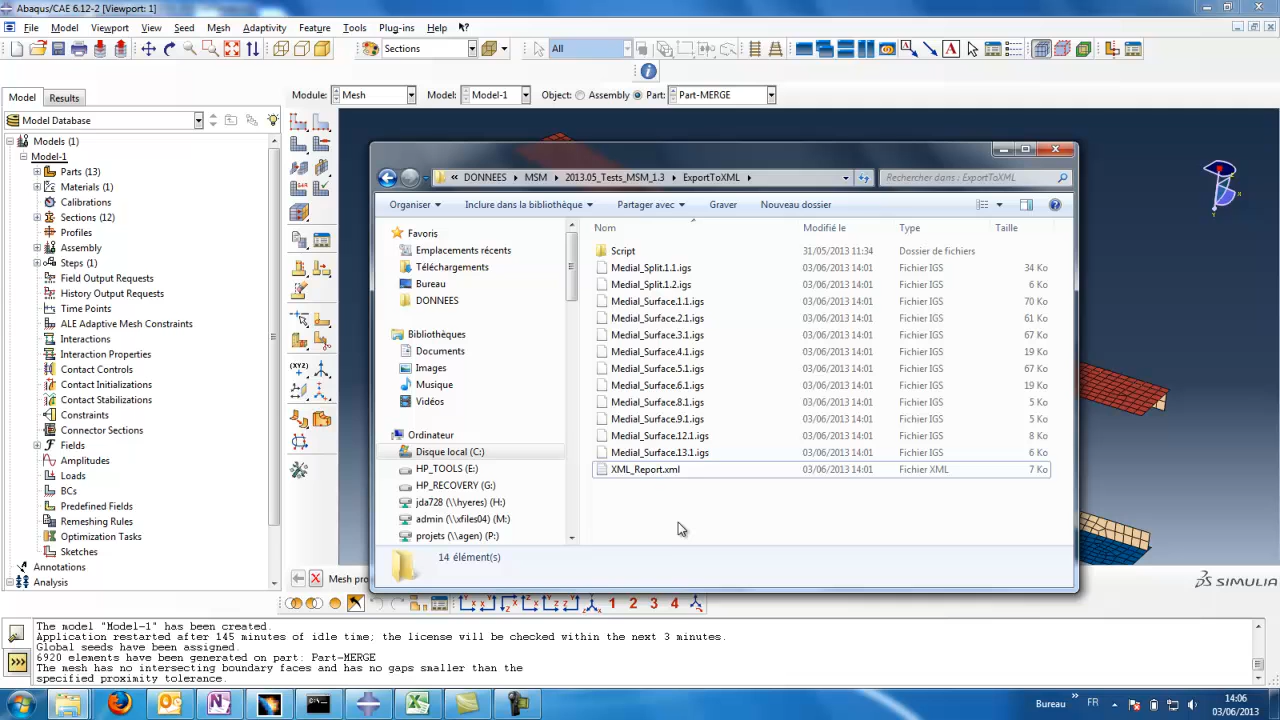 Abaqus/CAE 6.12-2 [Viewport: 1]
File Model Viewport View Seed Mesh Adaptivity Feature Tools Plug-ins Help
Sections All
Module: Mesh Model: Model-1 Object: Assembly Part: Part-MERGE
Model Results
Model Database
Models (1)
Model-1
Parts (13)
Materials (1)
Calibrations
Sections (12)
Profiles
Assembly
Steps (1)
Field Output Requests
History Output Requests
Time Points
ALE Adaptive Mesh Constraints
Interactions
Interaction Properties
Contact Controls
Contact Initializations
Contact Stabilizations
Constraints
Connector Sections
Fields
Amplitudes
Loads
BCs
Predefined Fields
Remeshing Rules
Optimization Tasks
Sketches
Annotations
Analysis
« DONNEES MSM 2013.05_Tests_MSM_1.3 ExportToXML
Rechercher dans : ExportToXML
Organiser Inclure dans la bibliothèque Partager avec Graver Nouveau dossier
Favoris
Emplacements récents
Téléchargements
Bureau
DONNEES
Bibliothèques
Documents
Images
Musique
Vidéos
Ordinateur
Disque local (C:)
HP_TOOLS (E:)
HP_RECOVERY (G:)
jda728 (\\hyeres) (H:)
admin (\\xfiles04) (M:)
projets (\\agen) (P:)
Nom Modifié le Type Taille
Script 31/05/2013 11:34 Dossier de fichiers
Medial_Split.1.1.igs 03/06/2013 14:01 Fichier IGS 34 Ko
Medial_Split.1.2.igs 03/06/2013 14:01 Fichier IGS 6 Ko
Medial_Surface.1.1.igs 03/06/2013 14:01 Fichier IGS 70 Ko
Medial_Surface.2.1.igs 03/06/2013 14:01 Fichier IGS 61 Ko
Medial_Surface.3.1.igs 03/06/2013 14:01 Fichier IGS 67 Ko
Medial_Surface.4.1.igs 03/06/2013 14:01 Fichier IGS 19 Ko
Medial_Surface.5.1.igs 03/06/2013 14:01 Fichier IGS 67 Ko
Medial_Surface.6.1.igs 03/06/2013 14:01 Fichier IGS 19 Ko
Medial_Surface.8.1.igs 03/06/2013 14:01 Fichier IGS 5 Ko
Medial_Surface.9.1.igs 03/06/2013 14:01 Fichier IGS 5 Ko
Medial_Surface.12.1.igs 03/06/2013 14:01 Fichier IGS 8 Ko
Medial_Surface.13.1.igs 03/06/2013 14:01 Fichier IGS 6 Ko
XML_Report.xml 03/06/2013 14:01 Fichier XML 7 Ko
14 élément(s)
Mesh pro
SIMULIA
1 2 3 4
The model "Model-1" has been created.
Application restarted after 145 minutes of idle time; the license will be checked within the next 3 minutes.
Global seeds have been assigned.
6920 elements have been generated on part: Part-MERGE
The mesh has no intersecting boundary faces and has no gaps smaller than the
specified proximity tolerance.
Bureau » FR 14:06
03/06/2013